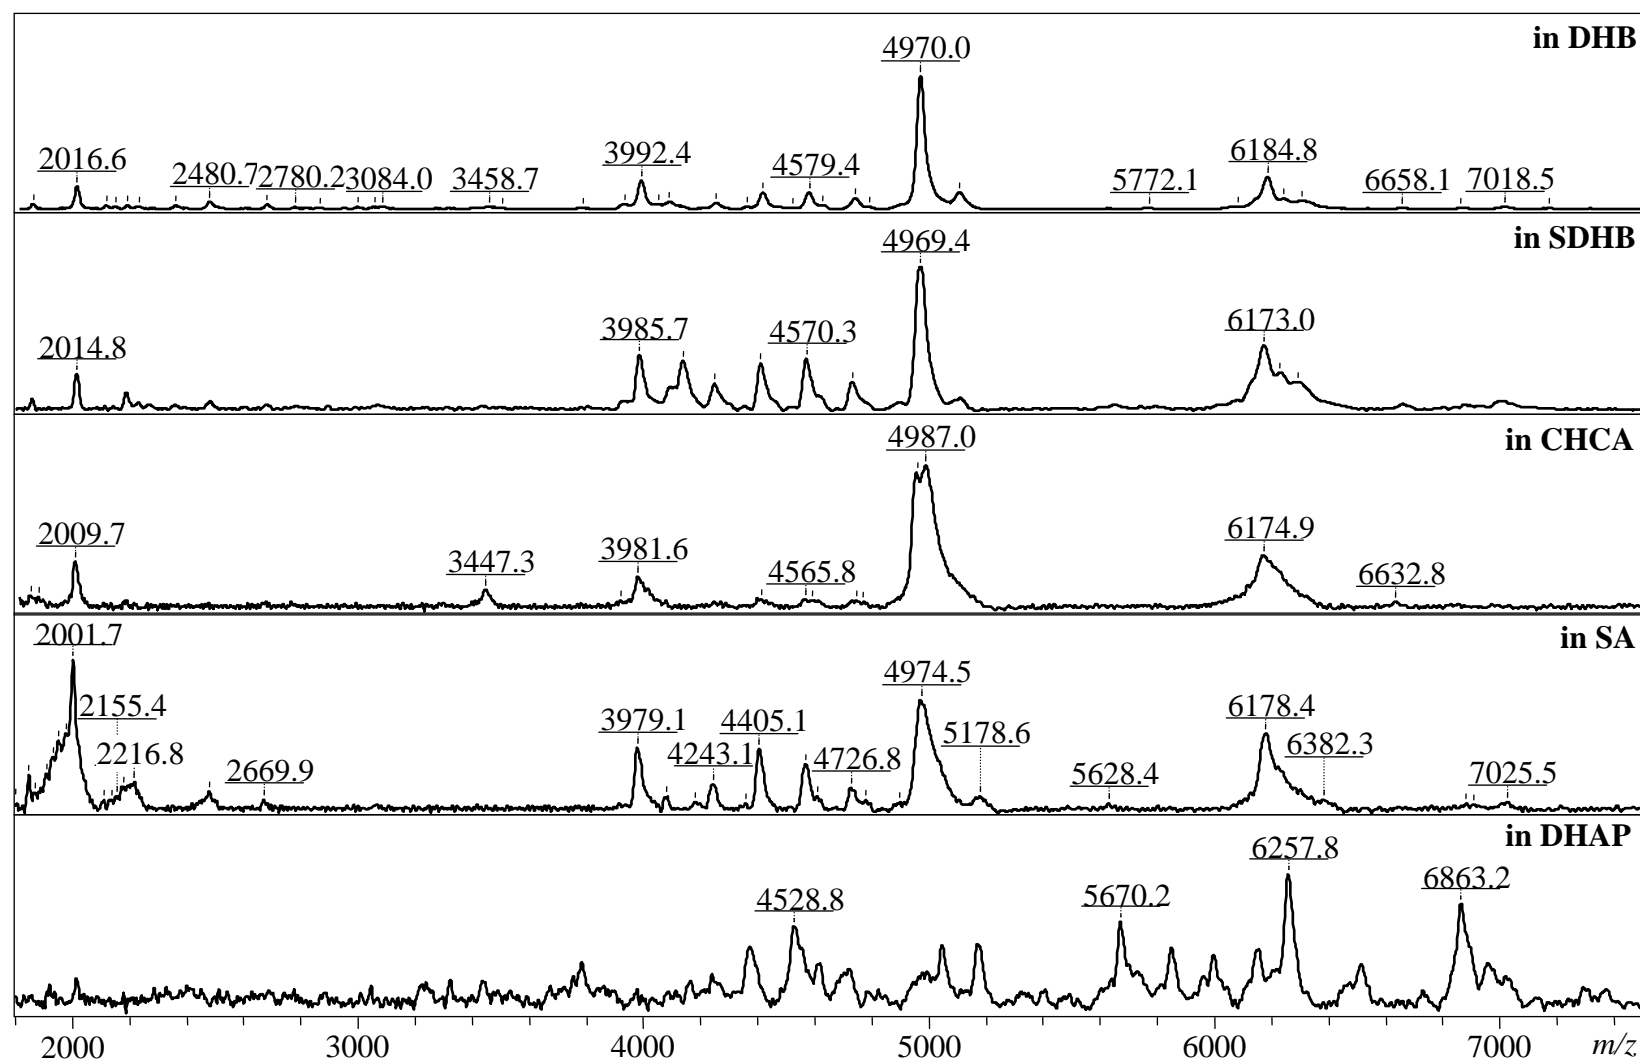 in DHB
2016.6 2480.7 2780.2 3084.0 3458.7 3992.4 4579.4 4970.0 5772.1 6184.8 6658.1 7018.5
in SDHB
2014.8 3985.7 4570.3 4969.4 6173.0
in CHCA
2009.7 3447.3 3981.6 4565.8 4987.0 6174.9 6632.8
in SA
2001.7 2155.4 2216.8 2669.9 3979.1 4243.1 4405.1 4726.8 4974.5 5178.6 5628.4 6178.4 6382.3 7025.5
in DHAP
4528.8 5670.2 6257.8 6863.2
2000 3000 4000 5000 6000 7000 m/z